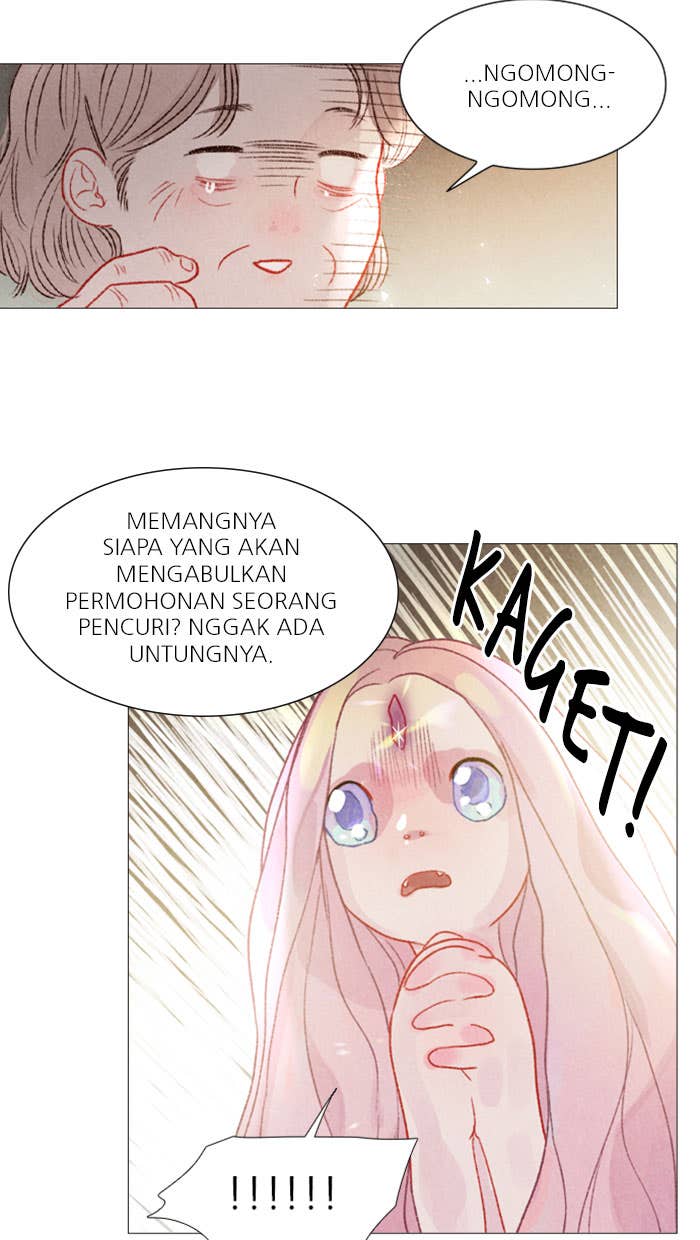 ...NGOMONG-
NGOMONG...
MEMANGNYA
SIAPA YANG AKAN
MENGABULKAN
PERMOHONAN SEORANG
PENCURI? NGGAK ADA
UNTUNGNYA.
KAGET!
!!!!!!